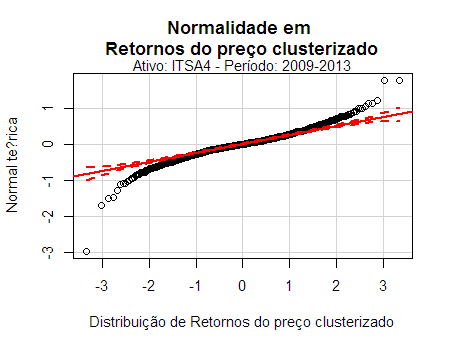 Normalidade em
Retornos do preço clusterizado
Ativo: ITSA4 - Período: 2009-2013
Normal te?rica
1
0
-1
-2
-3
-3 -2 -1 0 1 2 3
Distribuição de Retornos do preço clusterizado